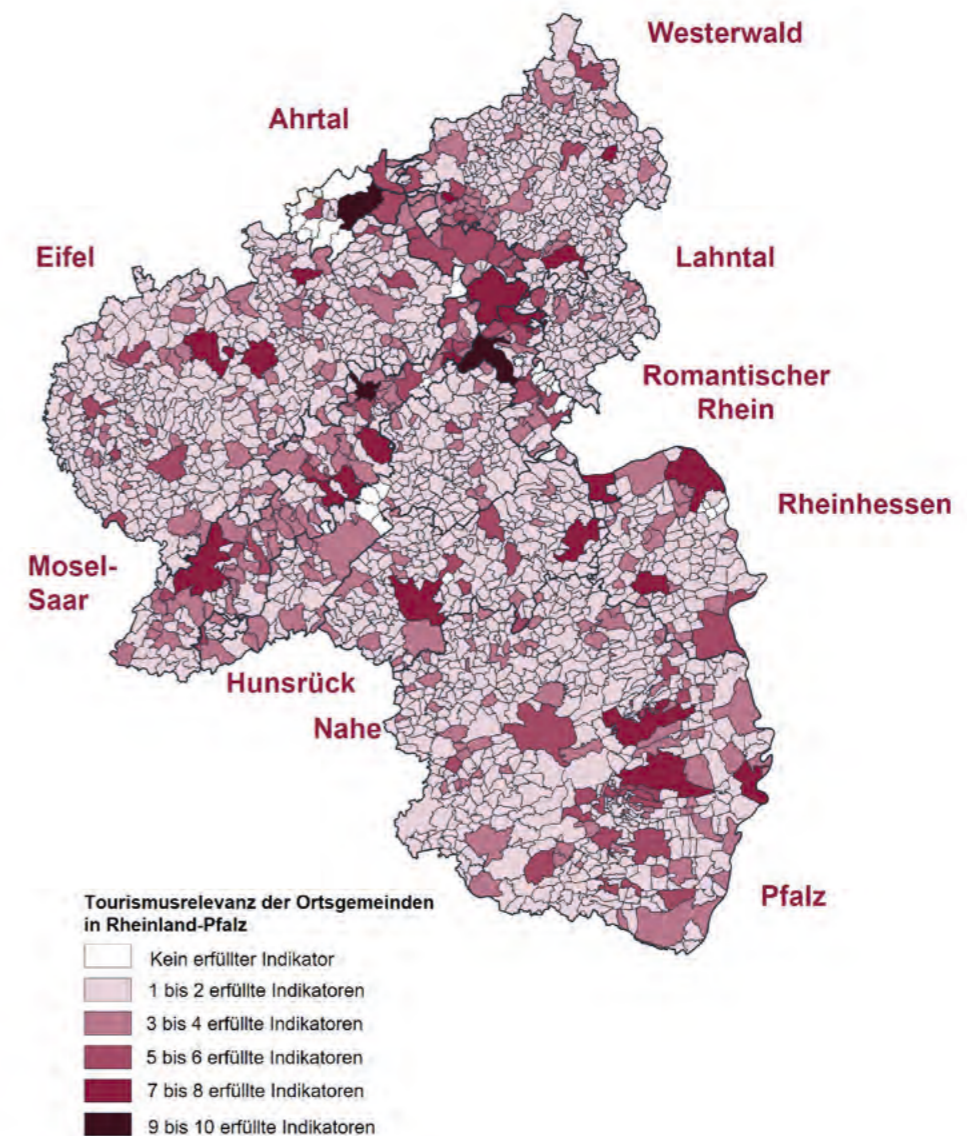 Westerwald
Ahrtal
Eifel
Lahntal
Romantischer
Rhein
Rheinhessen
Mosel-
Saar
Hunsrück
Nahe
Pfalz
Tourismusrelevanz der Ortsgemeinden
in Rheinland-Pfalz
Kein erfüllter Indikator
1 bis 2 erfüllte Indikatoren
3 bis 4 erfüllte Indikatoren
5 bis 6 erfüllte Indikatoren
7 bis 8 erfüllte Indikatoren
9 bis 10 erfüllte Indikatoren